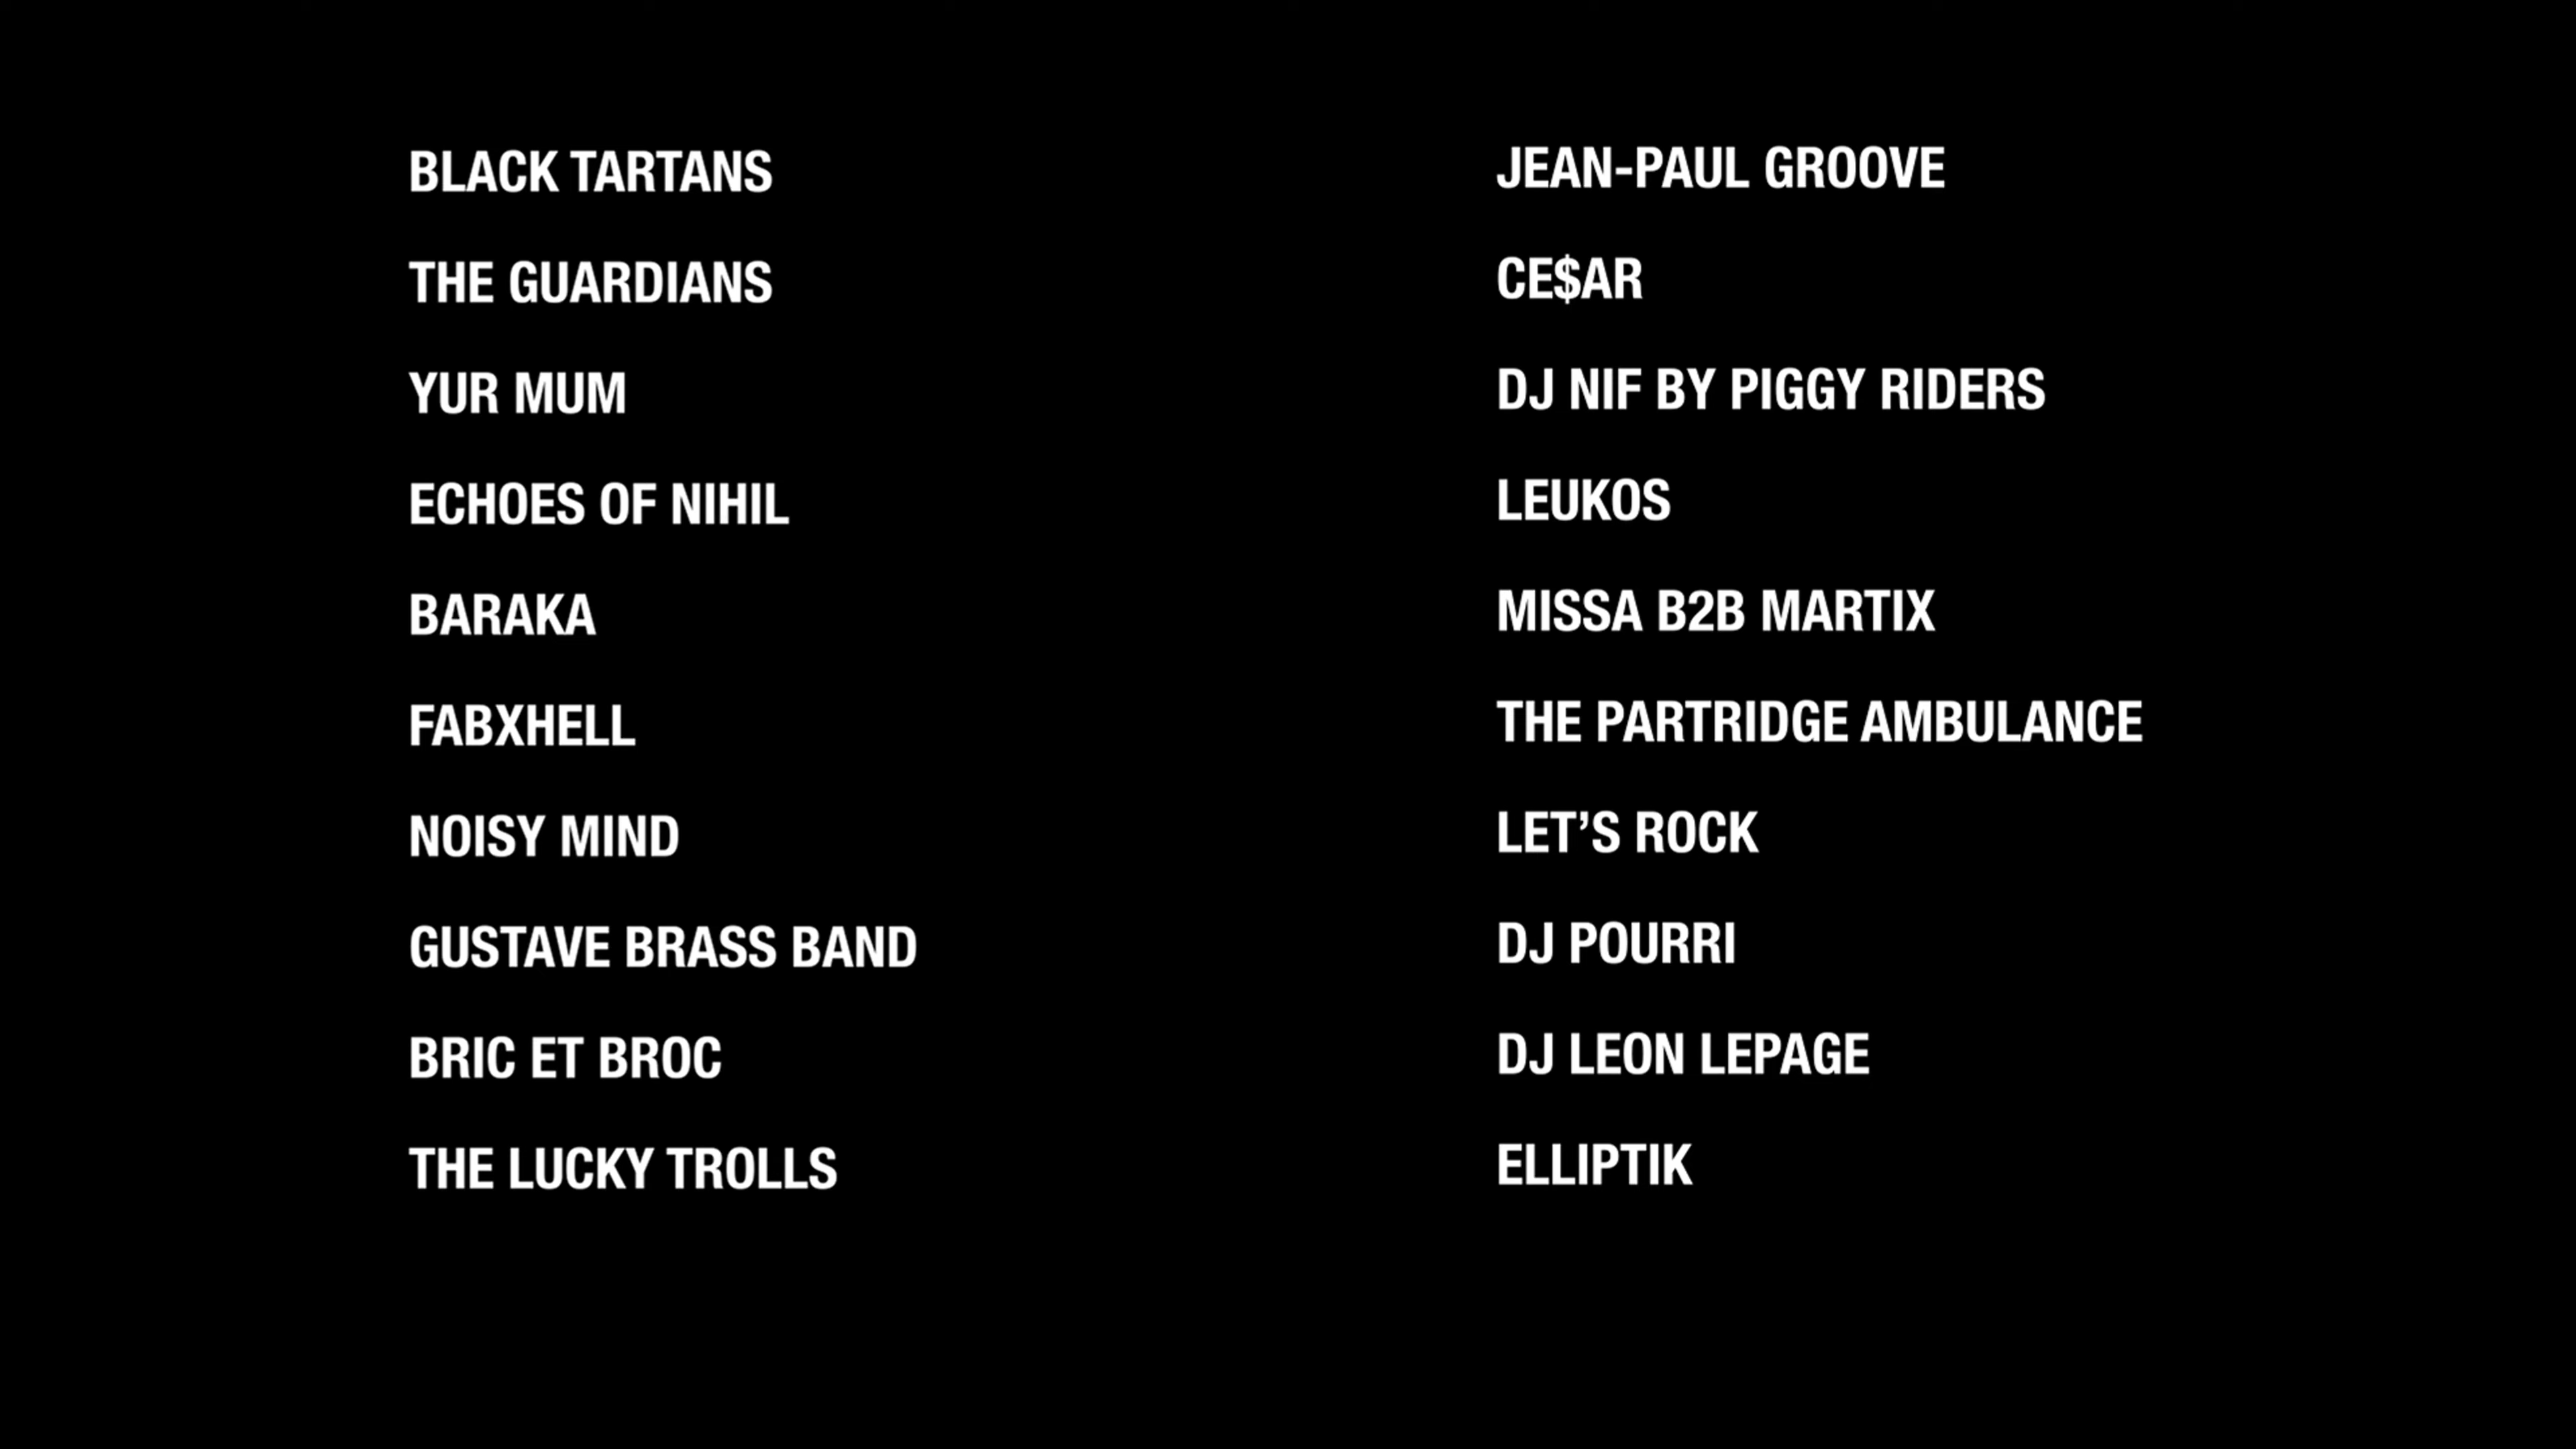 BLACK TARTANS
THE GUARDIANS
YUR MUM
ECHOES OF NIHIL
BARAKA
FABXHELL
NOISY MIND
GUSTAVE BRASS BAND
BRIC ET BROC
THE LUCKY TROLLS
JEAN-PAUL GROOVE
CE$AR
DJ NIF BY PIGGY RIDERS
LEUKOS
MISSA B2B MARTIX
THE PARTRIDGE AMBULANCE
LET’S ROCK
DJ POURRI
DJ LEON LEPAGE
ELLIPTIK